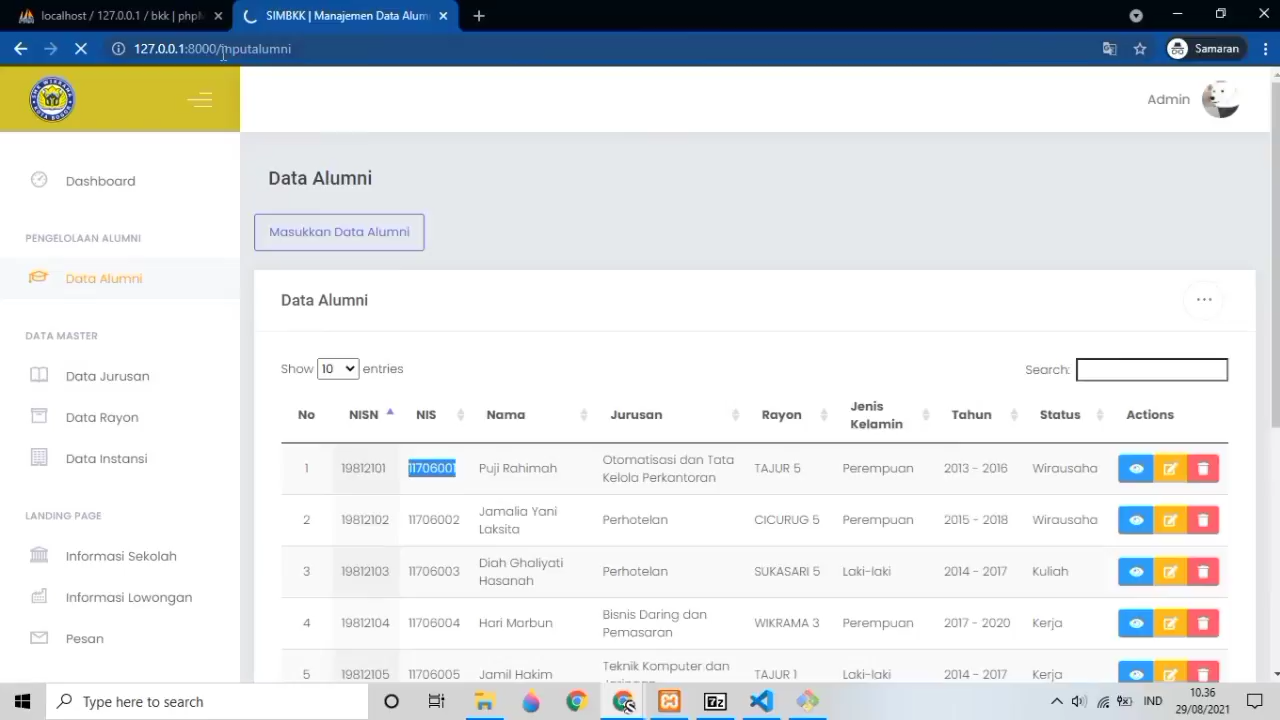 localhost / 127.0.0.1 / bkk | phpM
SIMBKK | Manajemen Data Alumn
127.0.0.1:8000/inputalumni
Samaran
Admin
Dashboard
PENGELOLAAN ALUMNI
Data Alumni
DATA MASTER
Data Jurusan
Data Rayon
Data Instansi
LANDING PAGE
Informasi Sekolah
Informasi Lowongan
Pesan
Data Alumni
Masukkan Data Alumni
Data Alumni
Show 10 entries
Search:
No NISN NIS Nama Jurusan Rayon Jenis Kelamin Tahun Status Actions
1 19812101 11706001 Puji Rahimah Otomatisasi dan Tata Kelola Perkantoran TAJUR 5 Perempuan 2013 - 2016 Wirausaha
2 19812102 11706002 Jamalia Yani Laksita Perhotelan CICURUG 5 Perempuan 2015 - 2018 Wirausaha
3 19812103 11706003 Diah Ghaliyati Hasanah Perhotelan SUKASARI 5 Laki-laki 2014 - 2017 Kuliah
4 19812104 11706004 Hari Marbun Bisnis Daring dan Pemasaran WIKRAMA 3 Perempuan 2017 - 2020 Kerja
5 19812105 11706005 Jamil Hakim Teknik Komputer dan TAJUR 1 Laki-laki 2014 - 2017 Kerja
Type here to search
IND
10.36
29/08/2021